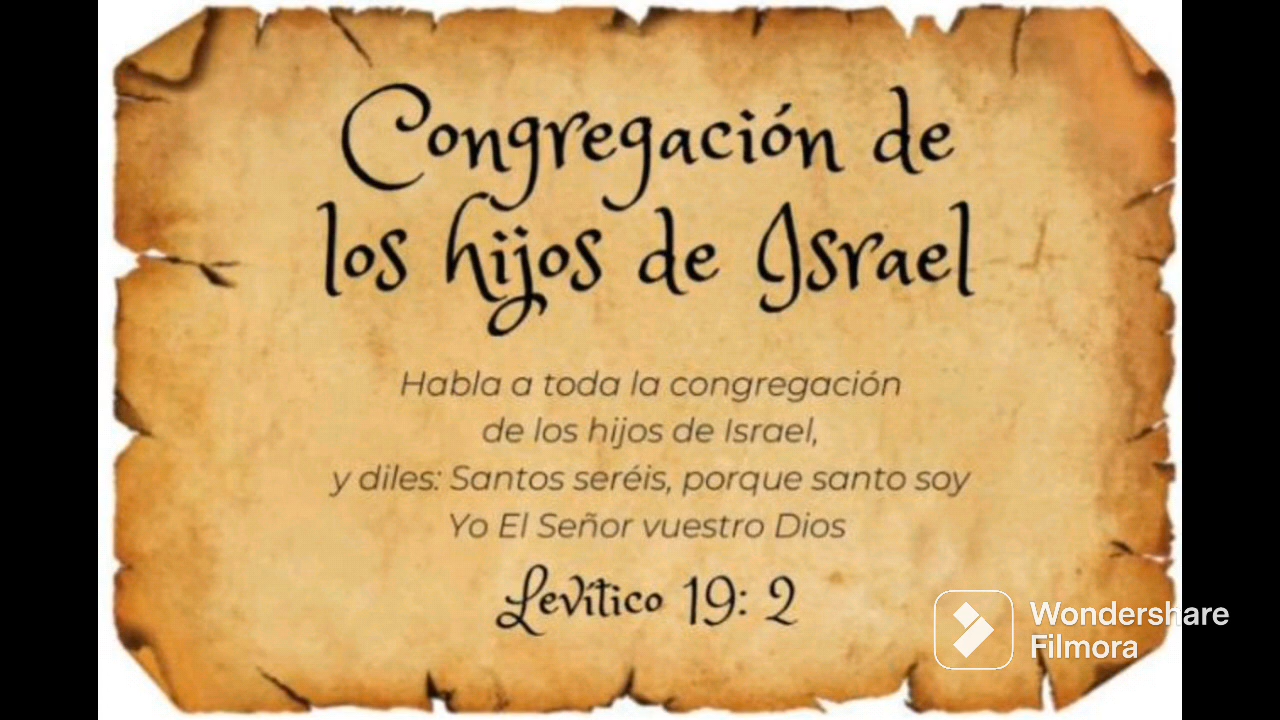 Congregación de
los hijos de Israel
Habla a toda la congregación
de los hijos de Israel,
y diles: Santos seréis, porque santo soy
Yo El Señor vuestro Dios
Levítico 19: 2
Wondershare
Filmora